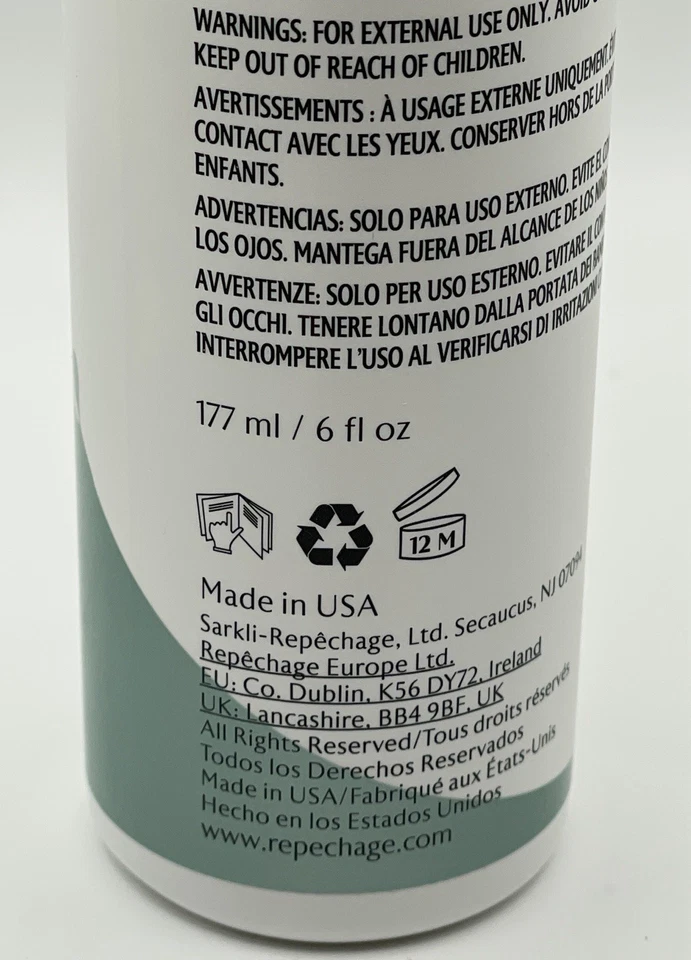 WARNINGS: FOR EXTERNAL USE ONLY. AVOID
KEEP OUT OF REACH OF CHILDREN.
AVERTISSEMENTS : À USAGE EXTERNE UNIQUEMENT.
CONTACT AVEC LES YEUX. CONSERVER HORS DE LA
ENFANTS.
ADVERTENCIAS: SOLO PARA USO EXTERNO. EVITE EL
LOS OJOS. MANTEGA FUERA DEL ALCANCE DE LOS
AVVERTENZE: SOLO PER USO ESTERNO. EVITARE IL
GLI OCCHI. TENERE LONTANO DALLA PORTATA DEI
INTERROMPERE L'USO AL VERIFICARSI DI
177 ml / 6 fl oz
12 M
Made in USA
Sarkli-Repêchage, Ltd. Secaucus, NJ 07094
Repêchage Europe Ltd.
EU: Co. Dublin, K56 DY72, Ireland
UK: Lancashire, BB4 9BF, UK
All Rights Reserved/Tous droits réservés
Todos los Derechos Reservados
Made in USA/Fabriqué aux États-Unis
Hecho en los Estados Unidos
www.repechage.com